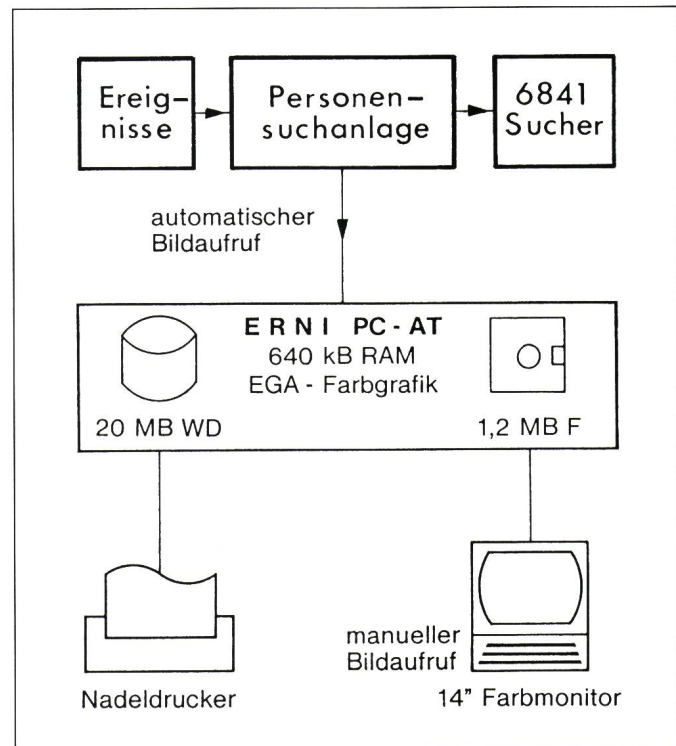 Ereig-
nisse
Personen-
suchanlage
6841
Sucher
automatischer
Bildaufruf
ERNI PC-AT
640 kB RAM
EGA - Farbgrafik
20 MB WD
1,2 MB F
manueller
Bildaufruf
Nadeldrucker
14” Farbmonitor